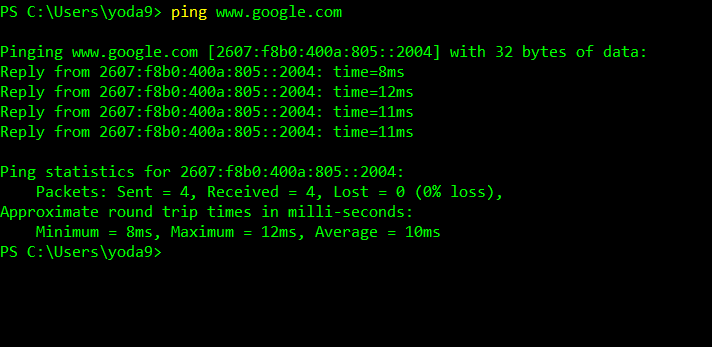 PS C:\Users\yoda9> ping www.google.com
Pinging www.google.com [2607:f8b0:400a:805::2004] with 32 bytes of data:
Reply from 2607:f8b0:400a:805::2004: time=8ms
Reply from 2607:f8b0:400a:805::2004: time=12ms
Reply from 2607:f8b0:400a:805::2004: time=11ms
Reply from 2607:f8b0:400a:805::2004: time=11ms
Ping statistics for 2607:f8b0:400a:805::2004:
    Packets: Sent = 4, Received = 4, Lost = 0 (0% loss),
Approximate round trip times in milli-seconds:
    Minimum = 8ms, Maximum = 12ms, Average = 10ms
PS C:\Users\yoda9>